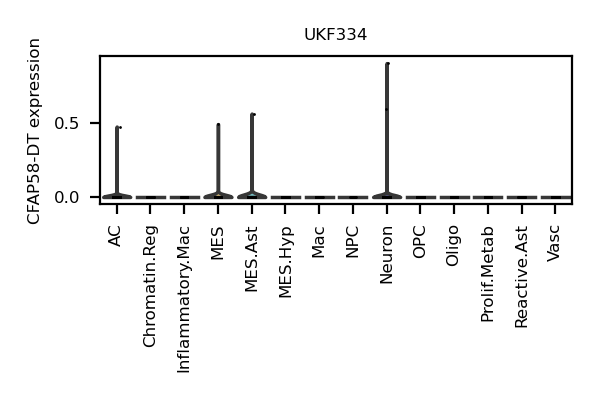 UKF334
CFAP58-DT expression
0.5
0.0
AC
Chromatin.Reg
Inflammatory.Mac
MES
MES.Ast
MES.Hyp
Mac
NPC
Neuron
OPC
Oligo
Prolif.Metab
Reactive.Ast
Vasc